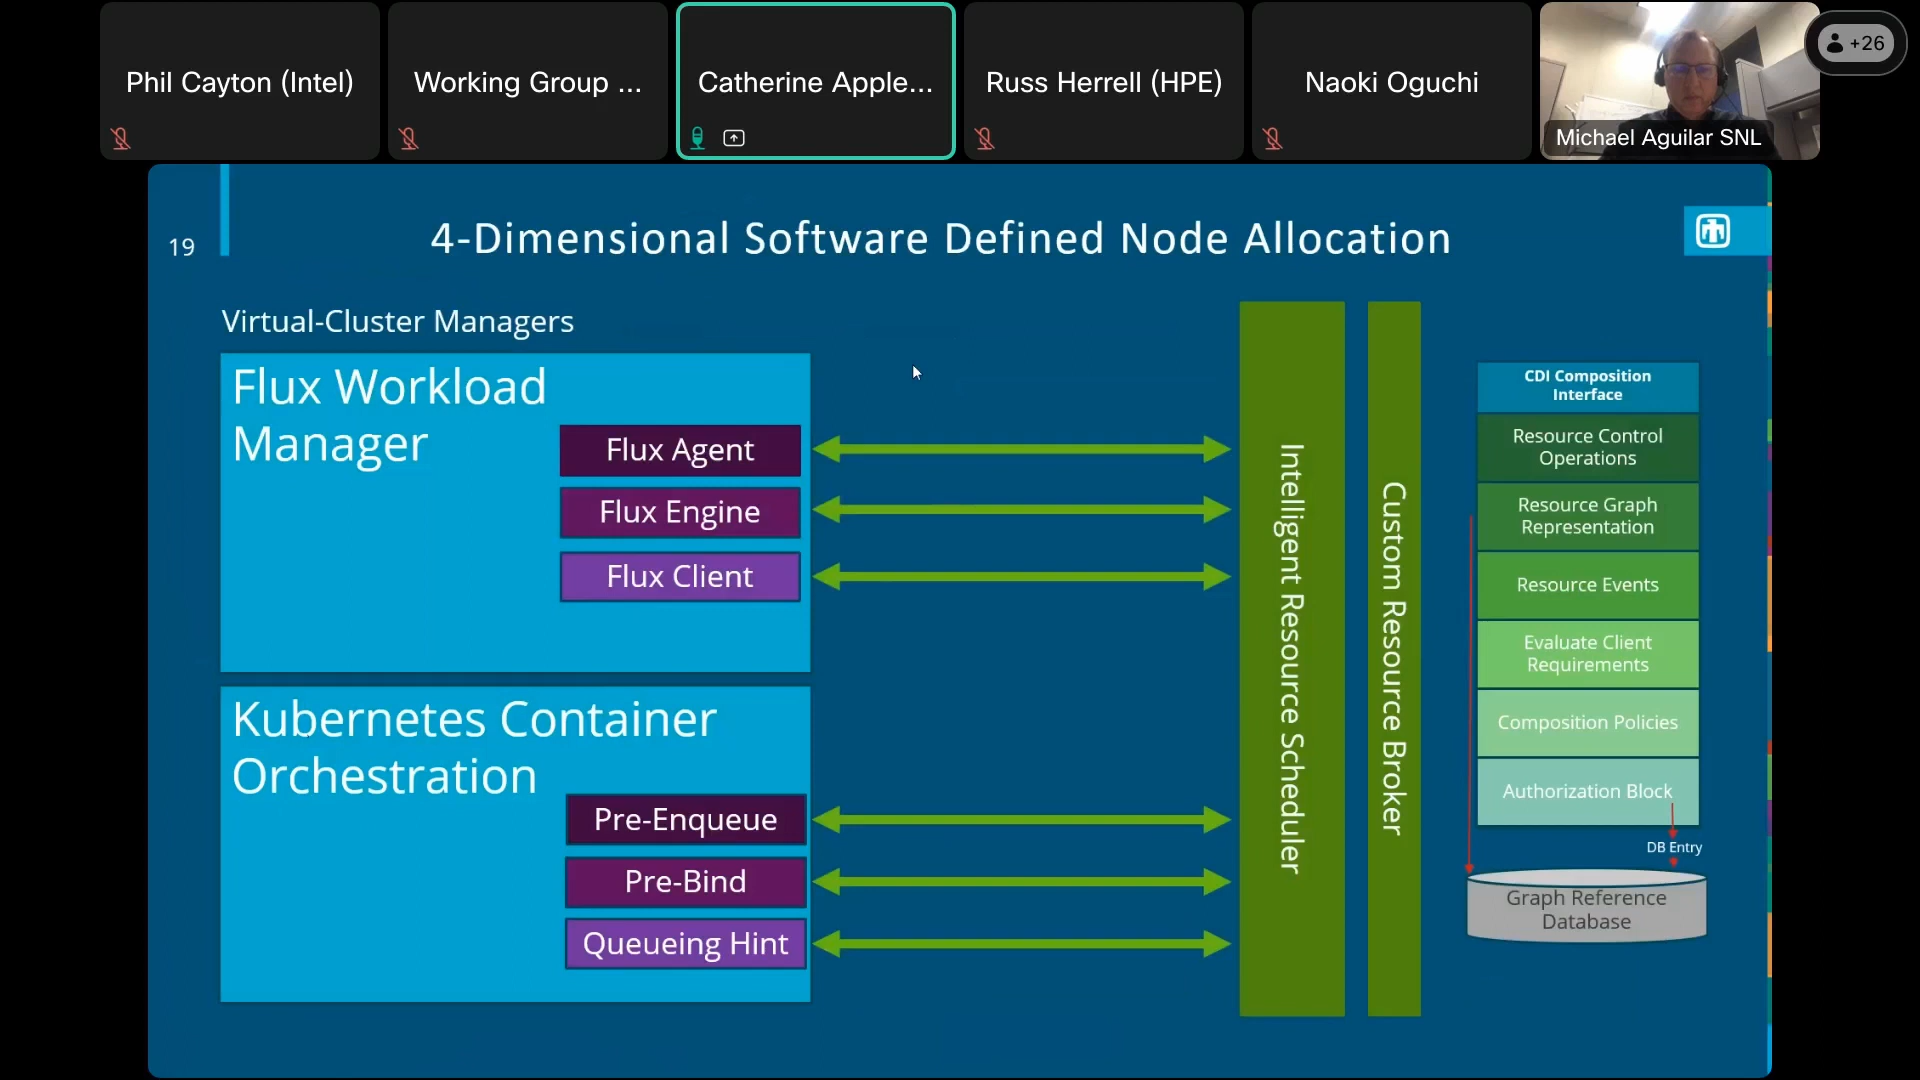 Phil Cayton (Intel)
Working Group ...
Catherine Apple...
Russ Herrell (HPE)
Naoki Oguchi
Michael Aguilar SNL
+26
19
4-Dimensional Software Defined Node Allocation
Virtual-Cluster Managers
Flux Workload
Manager
Flux Agent
Flux Engine
Flux Client
Kubernetes Container
Orchestration
Pre-Enqueue
Pre-Bind
Queueing Hint
Intelligent Resource Scheduler
Custom Resource Broker
CDI Composition
Interface
Resource Control
Operations
Resource Graph
Representation
Resource Events
Evaluate Client
Requirements
Composition Policies
Authorization Block
DB Entry
Graph Reference
Database